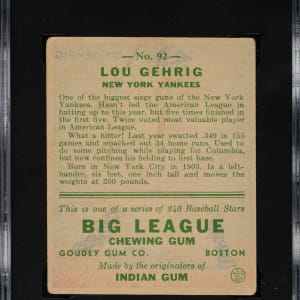 — No. 92 —
LOU GEHRIG
NEW YORK YANKEES
One of the biggest siege guns of the New York
Yankees. Hasn't led the American League in
batting up to this year, but five times finished in
the first five. Twice voted most valuable player
in American League.
What a hitter! Last year swatted .349 in 155
games and smacked out 34 home runs. Used
to do some pitching while playing for Columbia,
but now confines his fielding to first base.
Born in New York City in 1903. Is a left-
hander, six feet, one inch tall and moves the
weights at 200 pounds.
This is one of a series of 240 Baseball Stars
BIG LEAGUE
CHEWING GUM
GOUDEY GUM CO. BOSTON
Made by the originators of
INDIAN GUM